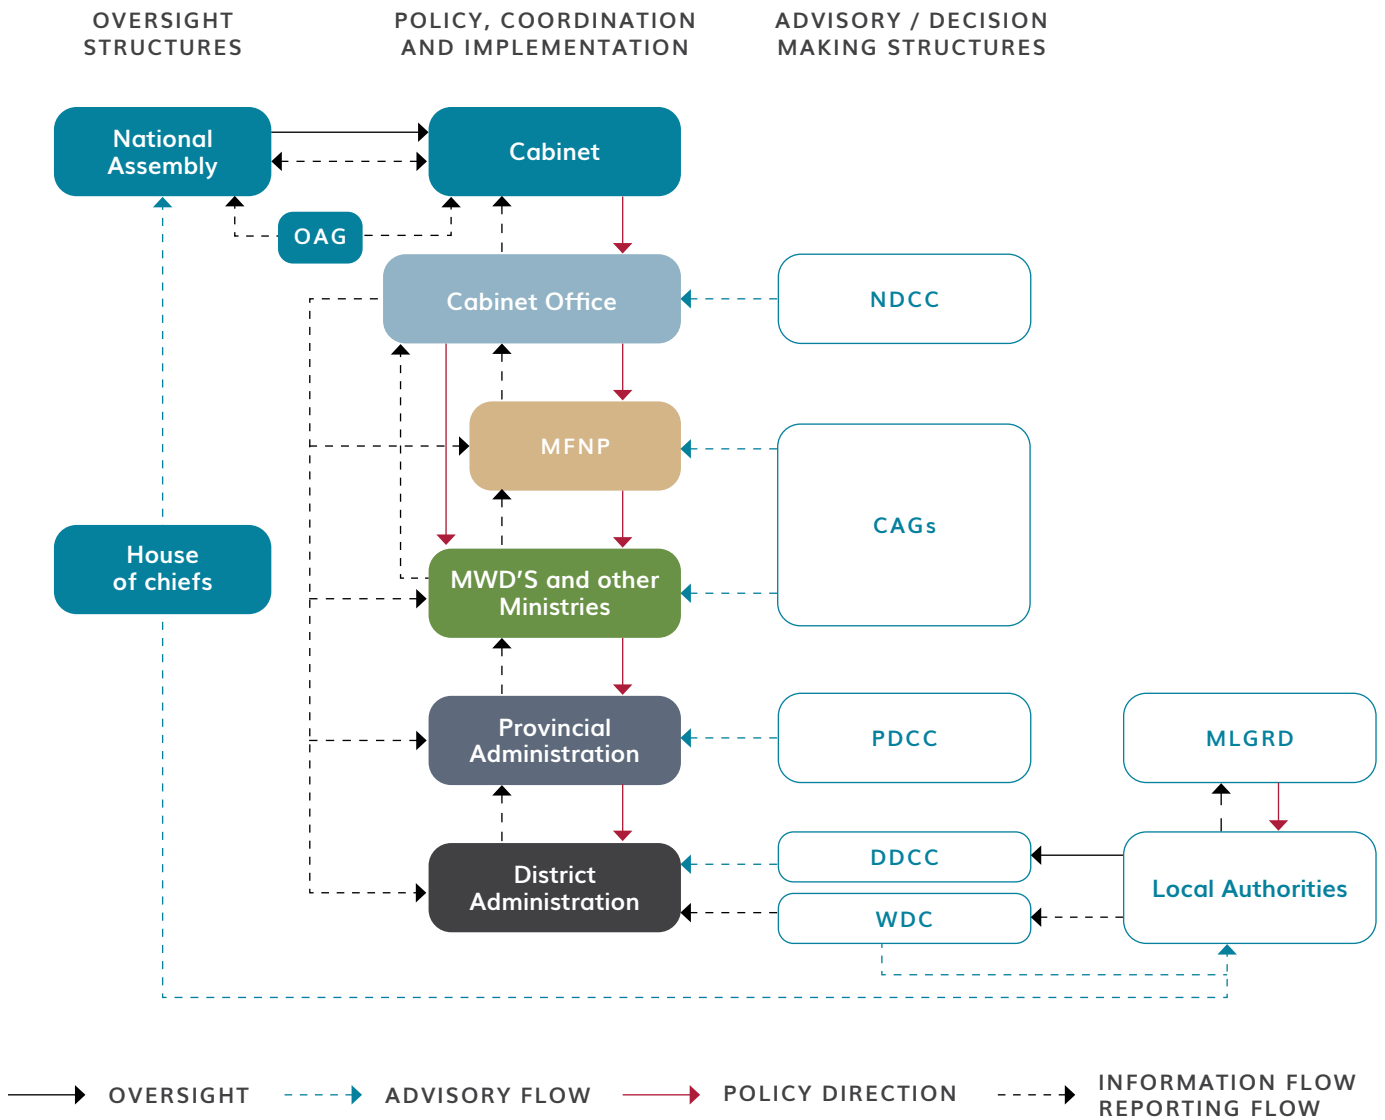 OVERSIGHT
STRUCTURES
POLICY, COORDINATION
AND IMPLEMENTATION
ADVISORY / DECISION
MAKING STRUCTURES
National
Assembly
Cabinet
OAG
Cabinet Office
NDCC
MFNP
CAGs
House
of chiefs
MWD'S and other
Ministries
Provincial
Administration
PDCC
MLGRD
District
Administration
DDCC
WDC
Local Authorities
OVERSIGHT
ADVISORY FLOW
POLICY DIRECTION
INFORMATION FLOW
REPORTING FLOW